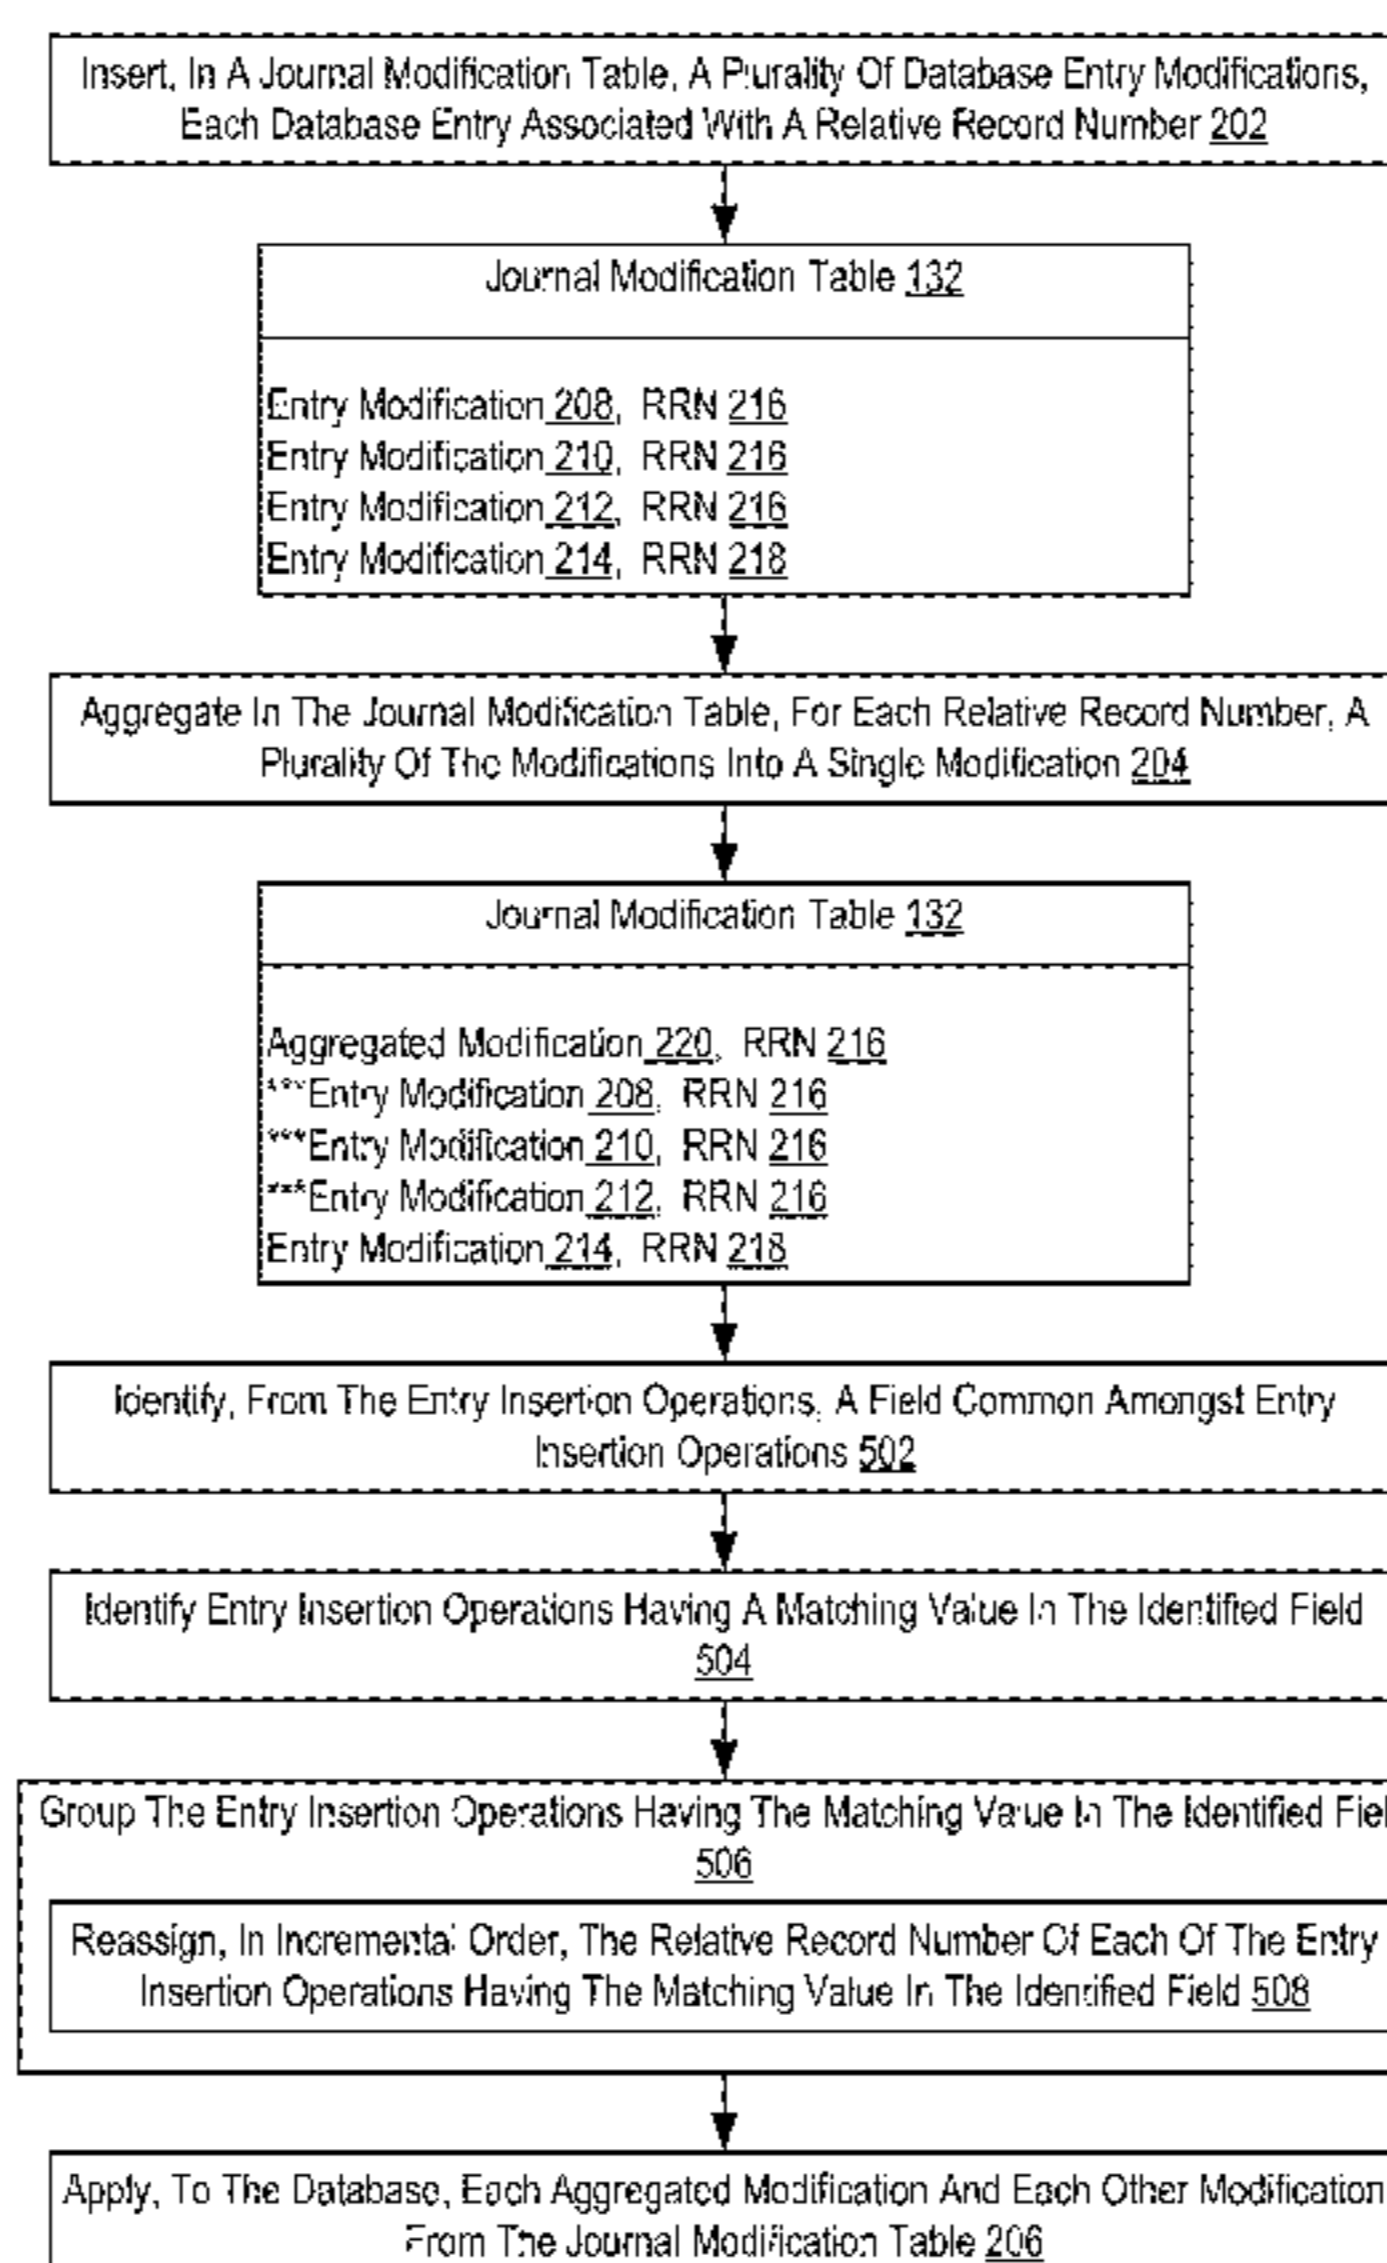 Insert, In A Journal Modification Table, A Plurality Of Database Entry Modifications,
Each Database Entry Associated With A Relative Record Number 202
Journal Modification Table 132
Entry Modification 208, RRN 216
Entry Modification 210, RRN 216
Entry Modification 212, RRN 216
Entry Modification 214, RRN 218
Aggregate In The Journal Modification Table, For Each Relative Record Number, A
Plurality Of The Modifications Into A Single Modification 204
Journal Modification Table 132
Aggregated Modification 220, RRN 216
***Entry Modification 208, RRN 216
***Entry Modification 210, RRN 216
***Entry Modification 212, RRN 216
Entry Modification 214, RRN 218
Identify, From The Entry Insertion Operations, A Field Common Amongst Entry
Insertion Operations 502
Identify Entry Insertion Operations Having A Matching Value In The Identified Field
504
Group The Entry Insertion Operations Having The Matching Value In The Identified Fiel
506
Reassign, In Incremental Order, The Relative Record Number Of Each Of The Entry
Insertion Operations Having The Matching Value In The Identified Field 508
Apply, To The Database, Each Aggregated Modification And Each Other Modification
From The Journal Modification Table 206